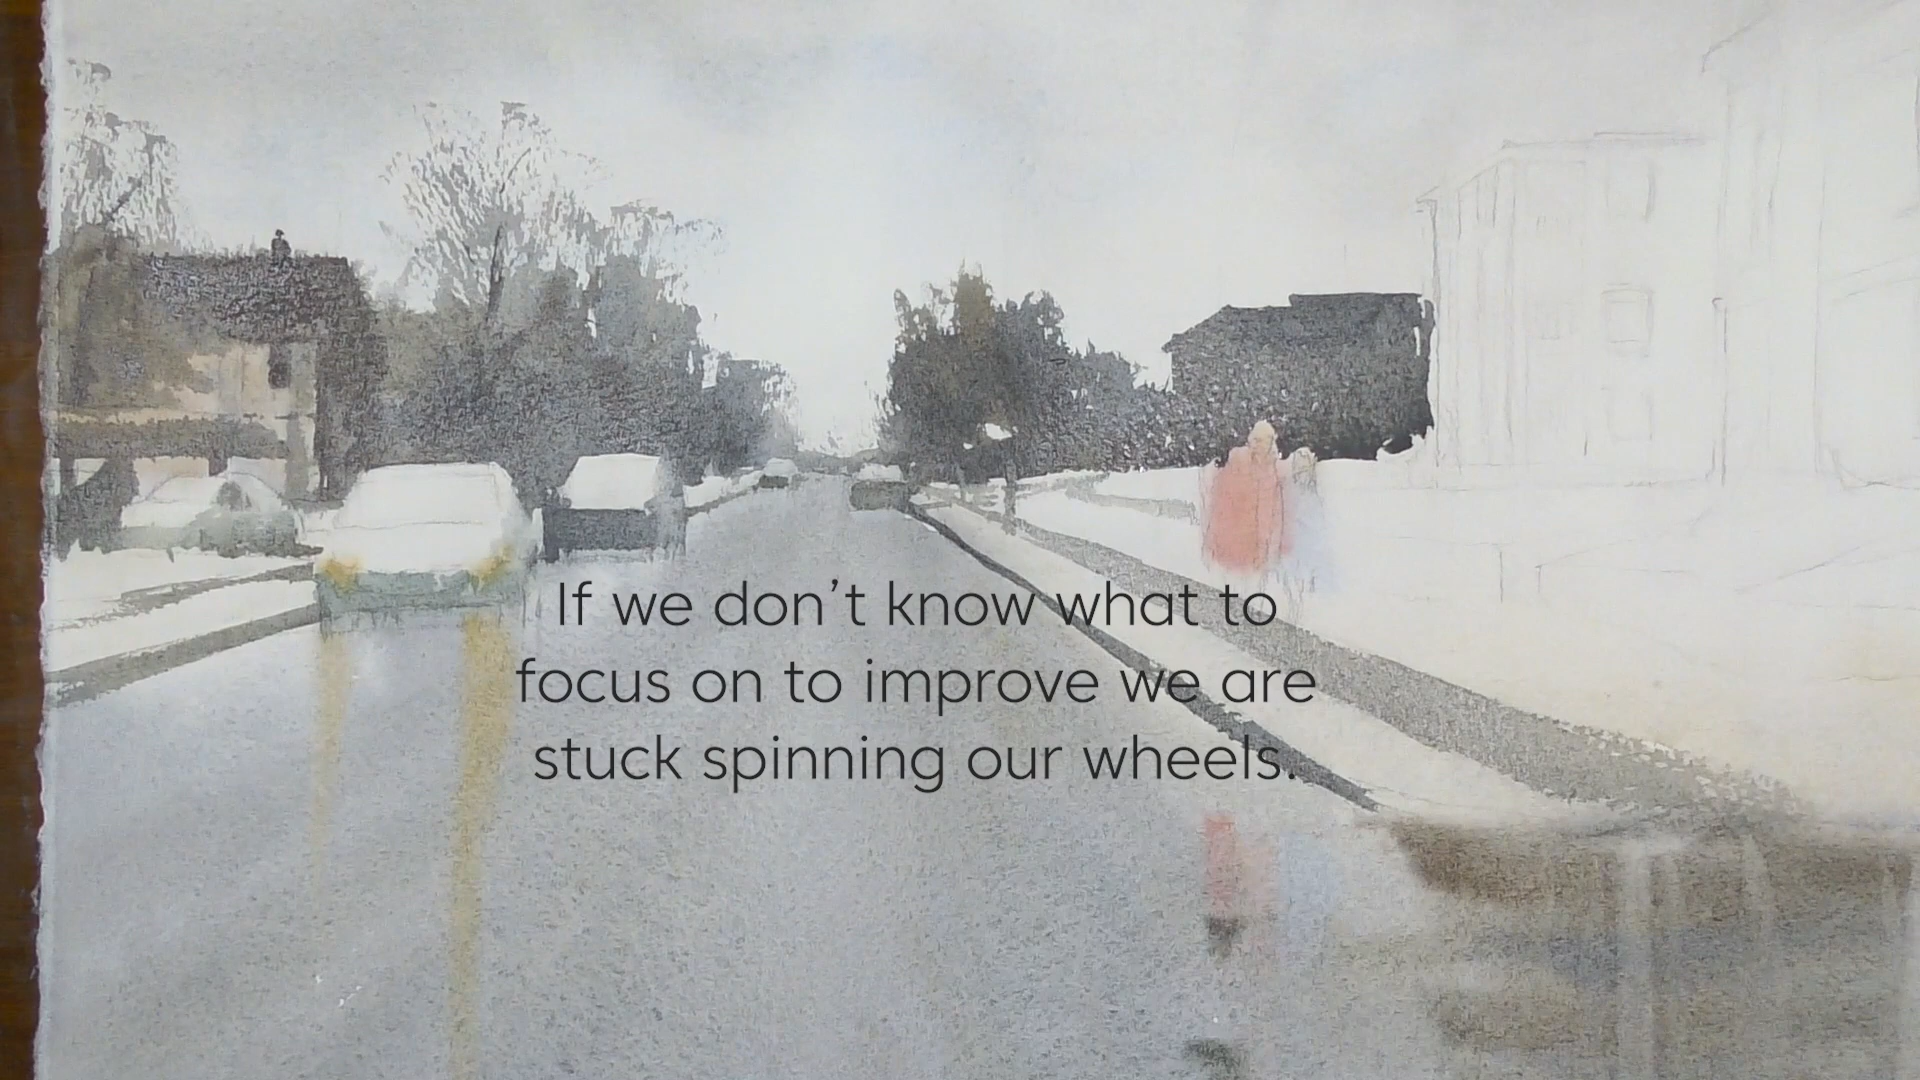 If we don’t know what to
focus on to improve we are
stuck spinning our wheels.